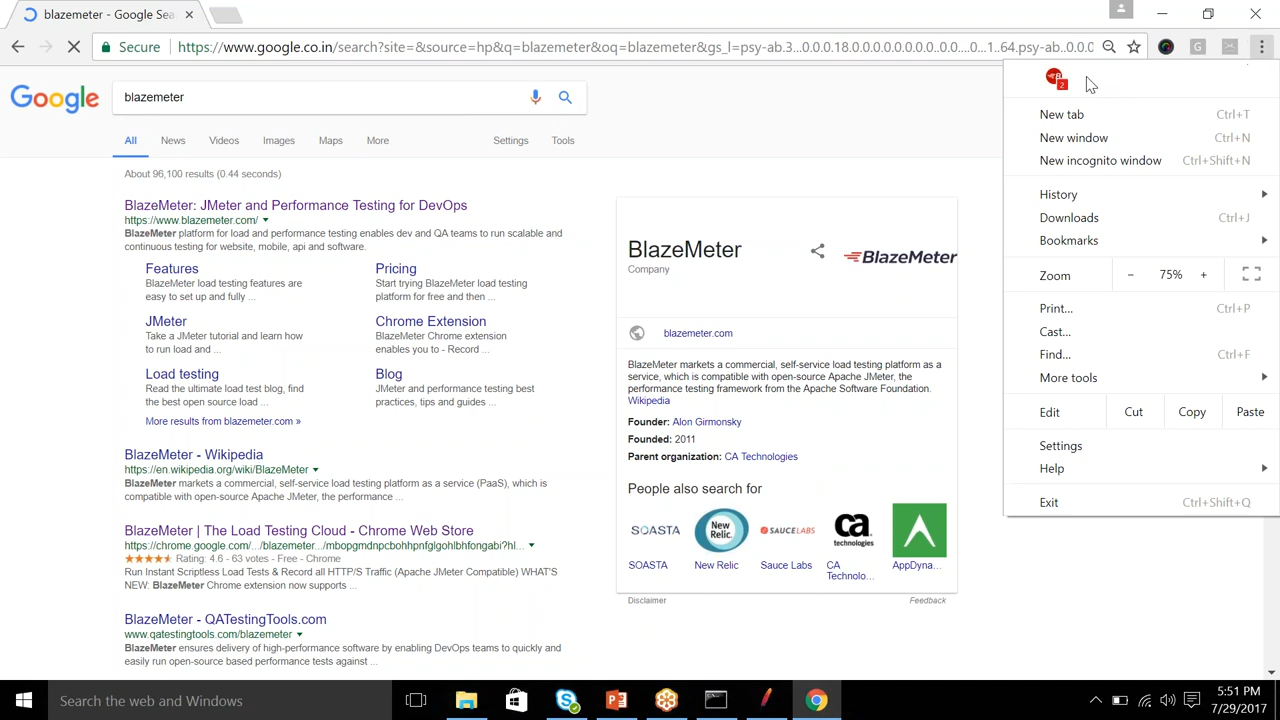 blazemeter - Google Sea
Secure
https://www.google.co.in/search?site=&source=hp&q=blazemeter&oq=blazemeter&gs_l=psy-ab.3...0.0.0.18.0.0.0.0.0.0.0.0.0..0.0....0...1..64.psy-ab..0.0.0
Google
blazemeter
All
News
Videos
Images
Maps
More
Settings
Tools
About 96,100 results (0.44 seconds)
BlazeMeter: JMeter and Performance Testing for DevOps
https://www.blazemeter.com/
BlazeMeter platform for load and performance testing enables dev and QA teams to run scalable and
continuous testing for website, mobile, api and software.
Features
BlazeMeter load testing features are
easy to set up and fully ...
Pricing
Start trying BlazeMeter load testing
platform for free and then ...
JMeter
Take a JMeter tutorial and learn how
to run load and ...
Chrome Extension
BlazeMeter Chrome extension
enables you to - Record ...
Load testing
Read the ultimate load test blog, find
the best open source load ...
Blog
JMeter and performance testing best
practices, tips and guides ...
More results from blazemeter.com »
BlazeMeter - Wikipedia
https://en.wikipedia.org/wiki/BlazeMeter
BlazeMeter markets a commercial, self-service load testing platform as a service (PaaS), which is
compatible with open-source Apache JMeter, the performance ...
BlazeMeter | The Load Testing Cloud - Chrome Web Store
https://chrome.google.com/.../blazemeter.../mbopgmdnpcbohhpnfglgohlbhfongabi?hl...
Rating: 4.6 - 63 votes - Free - Chrome
Run Instant Scriptless Load Tests & Record all HTTP/S Traffic (Apache JMeter Compatible) WHAT'S
NEW: BlazeMeter Chrome extension now supports ...
BlazeMeter - QATestingTools.com
www.qatestingtools.com/blazemeter
BlazeMeter ensures delivery of high-performance software by enabling DevOps teams to quickly and
easily run open-source based performance tests against ...
BlazeMeter
Company
BlazeMeter
blazemeter.com
BlazeMeter markets a commercial, self-service load testing platform as a
service, which is compatible with open-source Apache JMeter, the
performance testing framework from the Apache Software Foundation.
Wikipedia
Founder: Alon Girmonsky
Founded: 2011
Parent organization: CA Technologies
People also search for
SOASTA
New Relic.
SAUCELABS
ca
technologies
SOASTA
New Relic
Sauce Labs
CA
Technolo...
AppDyna...
Disclaimer
Feedback
2
New tab Ctrl+T
New window Ctrl+N
New incognito window Ctrl+Shift+N
History
Downloads Ctrl+J
Bookmarks
Zoom − 75% +
Print... Ctrl+P
Cast...
Find... Ctrl+F
More tools
Edit Cut Copy Paste
Settings
Help
Exit Ctrl+Shift+Q
Search the web and Windows
5:51 PM
7/29/2017